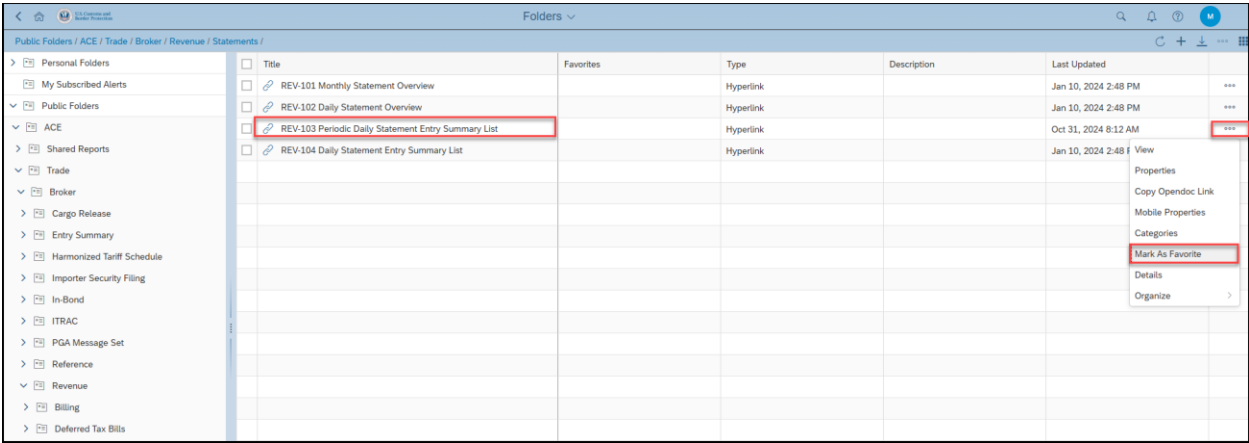 U.S. Customs and
Border Protection
Folders
M
Public Folders / ACE / Trade / Broker / Revenue / Statements /
Personal Folders
My Subscribed Alerts
Public Folders
ACE
Shared Reports
Trade
Broker
Cargo Release
Entry Summary
Harmonized Tariff Schedule
Importer Security Filing
In-Bond
ITRAC
PGA Message Set
Reference
Revenue
Billing
Deferred Tax Bills
Title Favorites Type Description Last Updated
REV-101 Monthly Statement Overview Hyperlink Jan 10, 2024 2:48 PM
REV-102 Daily Statement Overview Hyperlink Jan 10, 2024 2:48 PM
REV-103 Periodic Daily Statement Entry Summary List Hyperlink Oct 31, 2024 8:12 AM
REV-104 Daily Statement Entry Summary List Hyperlink Jan 10, 2024 2:48
View
Properties
Copy Opendoc Link
Mobile Properties
Categories
Mark As Favorite
Details
Organize